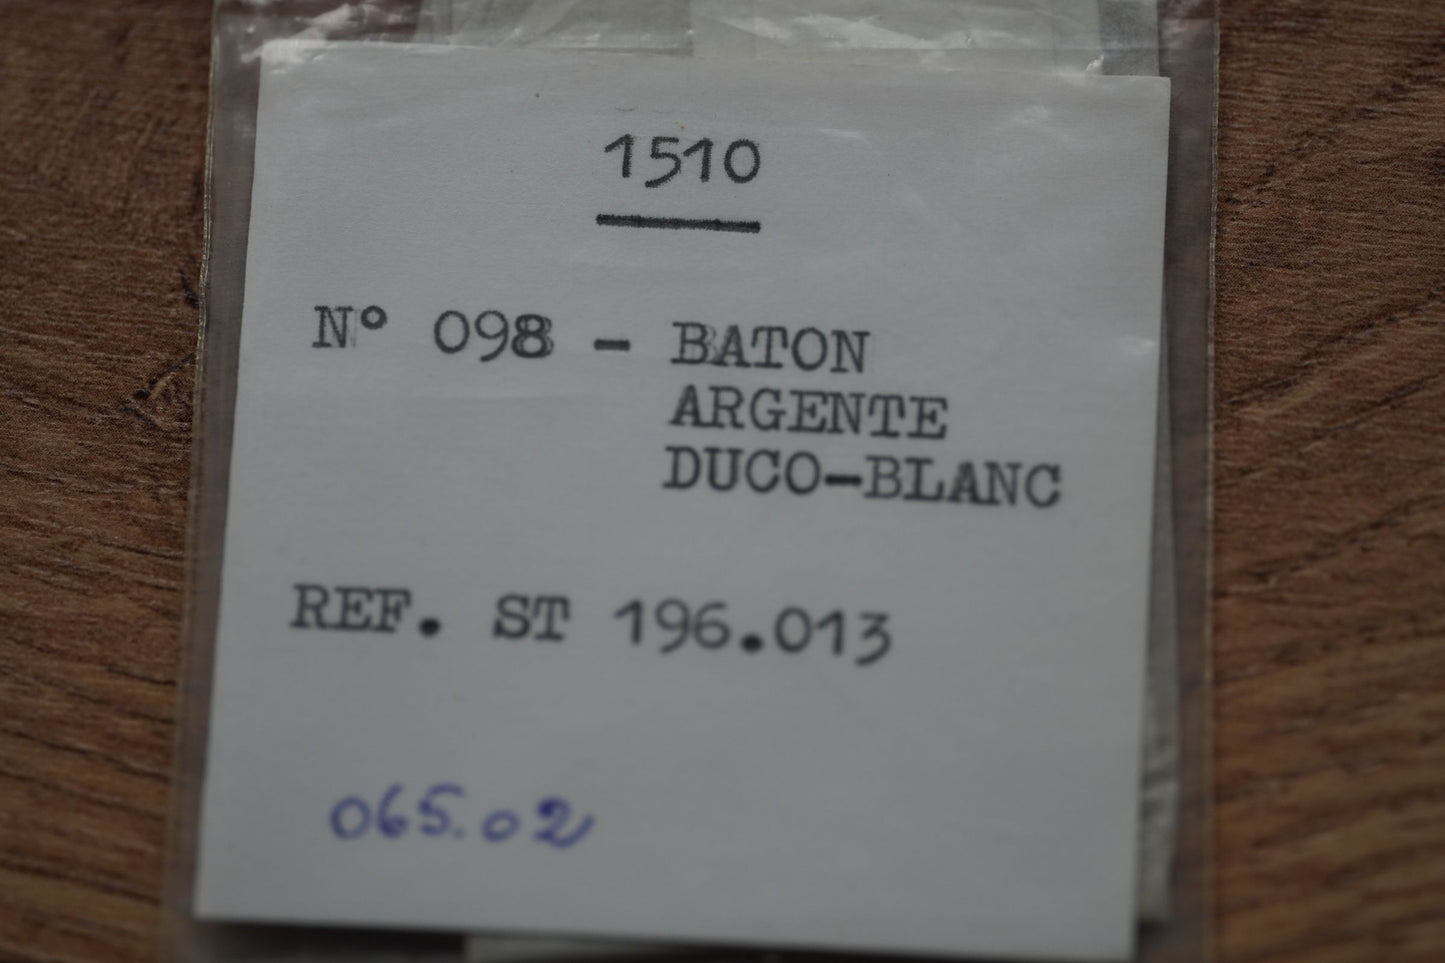 1510
N° 098 - BATON
ARGENTE
DUCO-BLANC
REF. ST 196.013
065.02